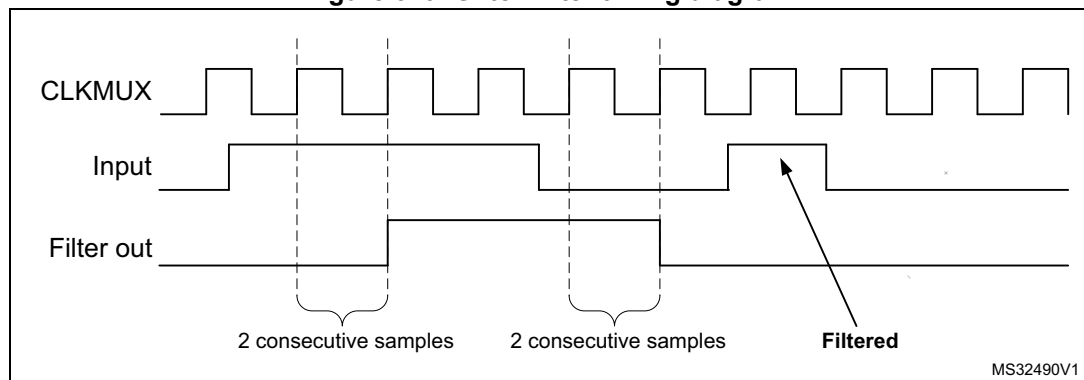 CLKMUX
Input
Filter out
2 consecutive samples 2 consecutive samples Filtered
MS32490V1